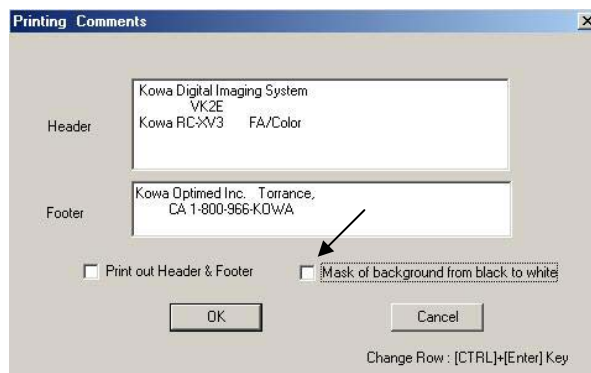 Printing Comments
Header
Kowa Digital Imaging System
VK2E
Kowa RC-XV3 FA/Color
Footer
Kowa Optimed Inc. Torrance,
CA 1-800-966-KOWA
Print out Header & Footer
Mask of background from black to white
OK
Cancel
Change Row : [CTRL]+[Enter] Key